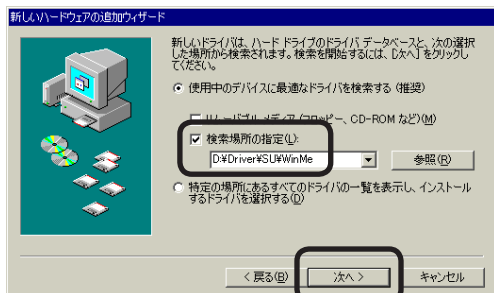 新しいハードウェアの追加ウィザード
新しいドライバは、ハード ドライブのドライバ データベースと、次の選択
した場所から検索されます。検索を開始するには、[次へ] をクリックし
てください。
使用中のデバイスに最適なドライバを検索する (推奨)
リムーバブル メディア (フロッピー、CD-ROM など)(M)
検索場所の指定(L):
D:¥Driver¥SU¥WinMe
参照(R)
特定の場所にあるすべてのドライバの一覧を表示し、インストール
するドライバを選択する(D)
< 戻る(B)
次へ >
キャンセル